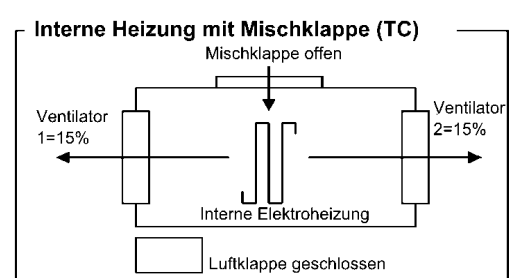 Interne Heizung mit Mischklappe (TC)
Mischklappe offen
Ventilator
1=15%
Ventilator
2=15%
Interne Elektroheizung
Luftklappe geschlossen